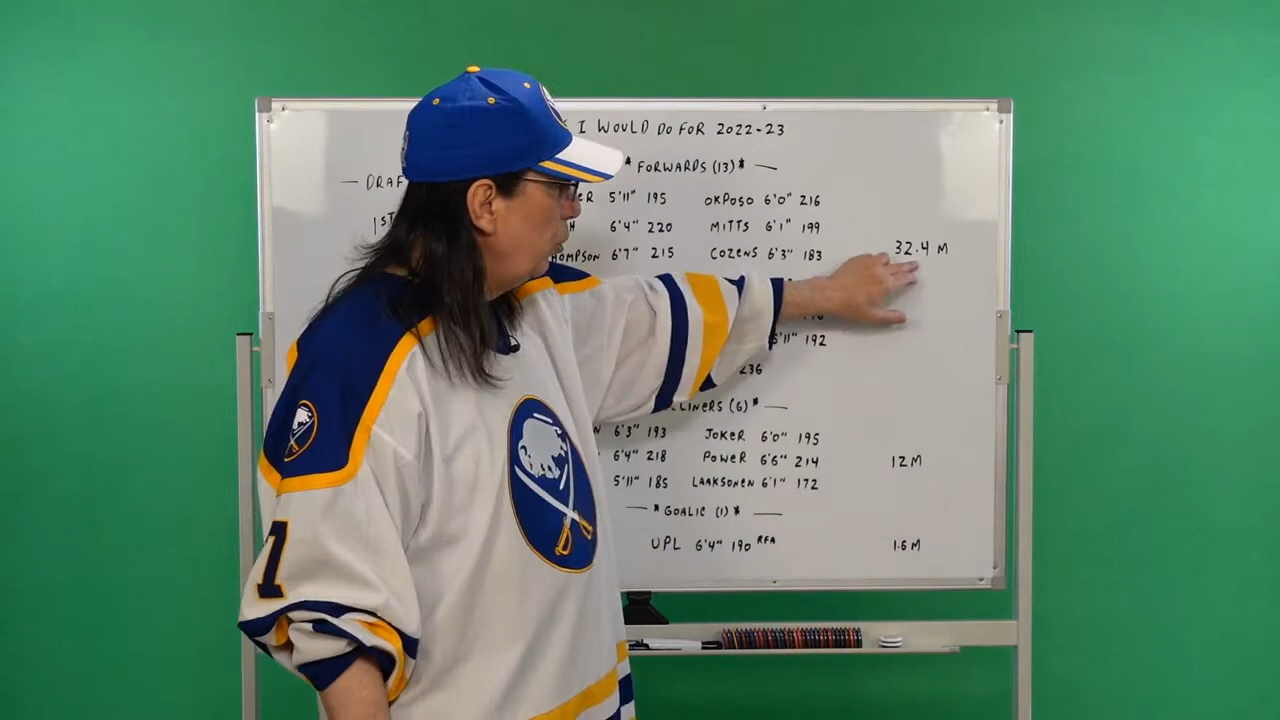 I WOULD DO FOR 2022-23
* FORWARDS (13) * —
— DRAF
5'11" 195 OKPOSO 6'0" 216
1ST
6'4" 220 MITTS 6'1" 199
OMPSON 6'7" 215 COZENS 6'3" 183
32.4 M
5'11" 192
236
LINERS (6) * —
6'3" 193 JOKER 6'0" 195
6'4" 218 POWER 6'6" 214 12M
5'11" 185 LAAKSONEN 6'1" 172
— * GOALIE (1) * —
UPL 6'4" 190 RFA 1.6 M
1